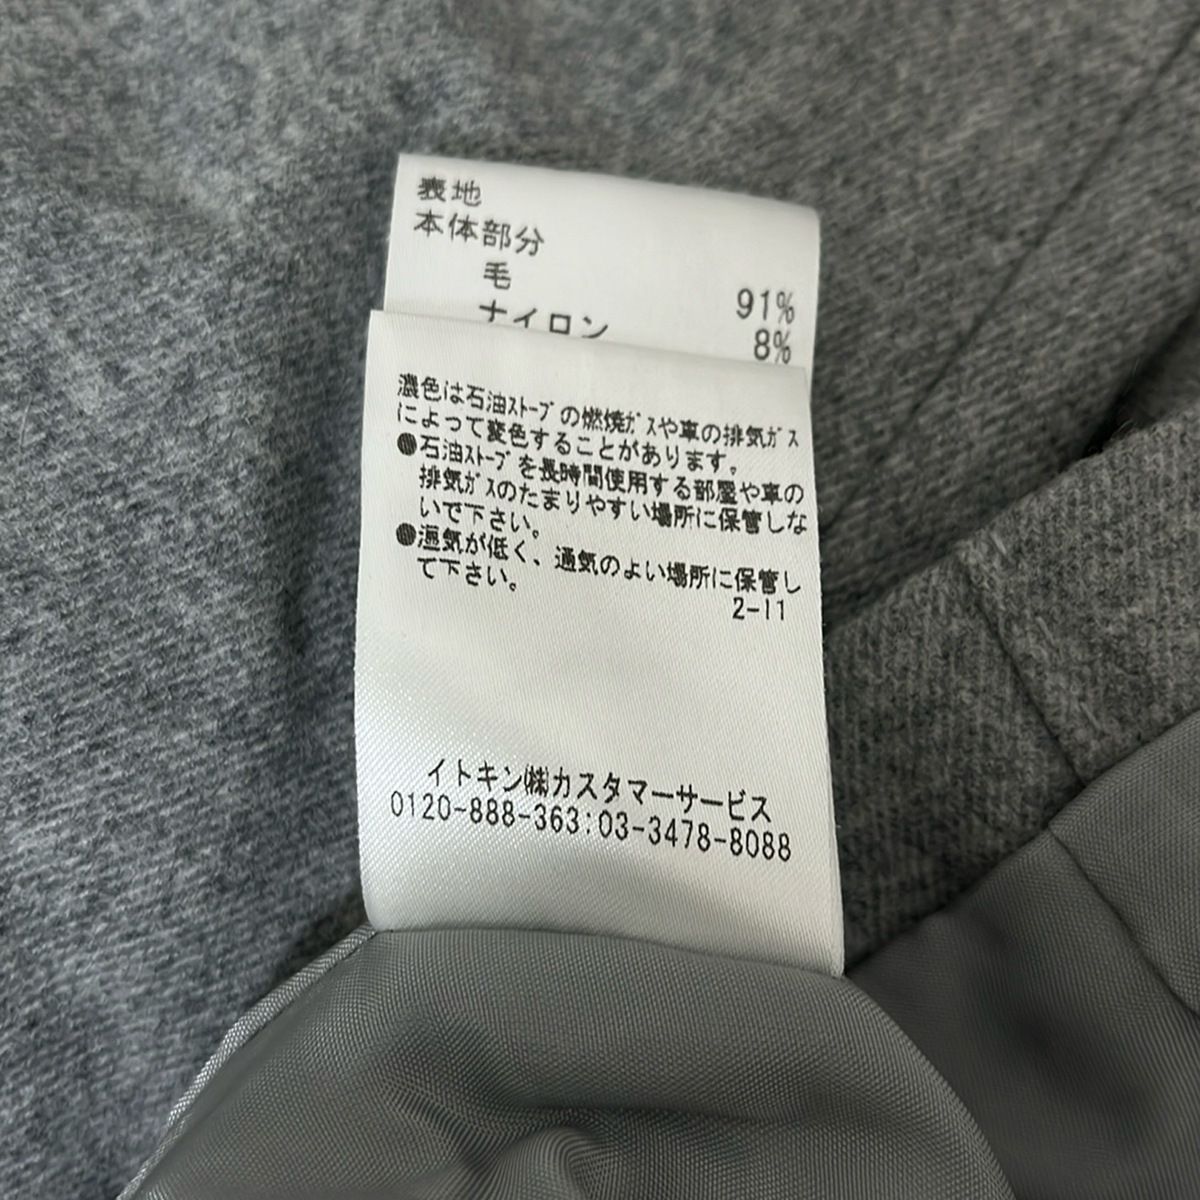 表地
本体部分
毛 91%
ナイロン 8%
濃色は石油ｽﾄｰﾌﾞの燃焼ｶﾞｽや車の排気ｶﾞｽ
によって変色することがあります。
●石油ｽﾄｰﾌﾞを長時間使用する部屋や車の
排気ｶﾞｽのたまりやすい場所に保管しな
いで下さい。
●湿気が低く、通気のよい場所に保管し
て下さい。
2-11
イトキン㈱カスタマーサービス
0120-888-363:03-3478-8088